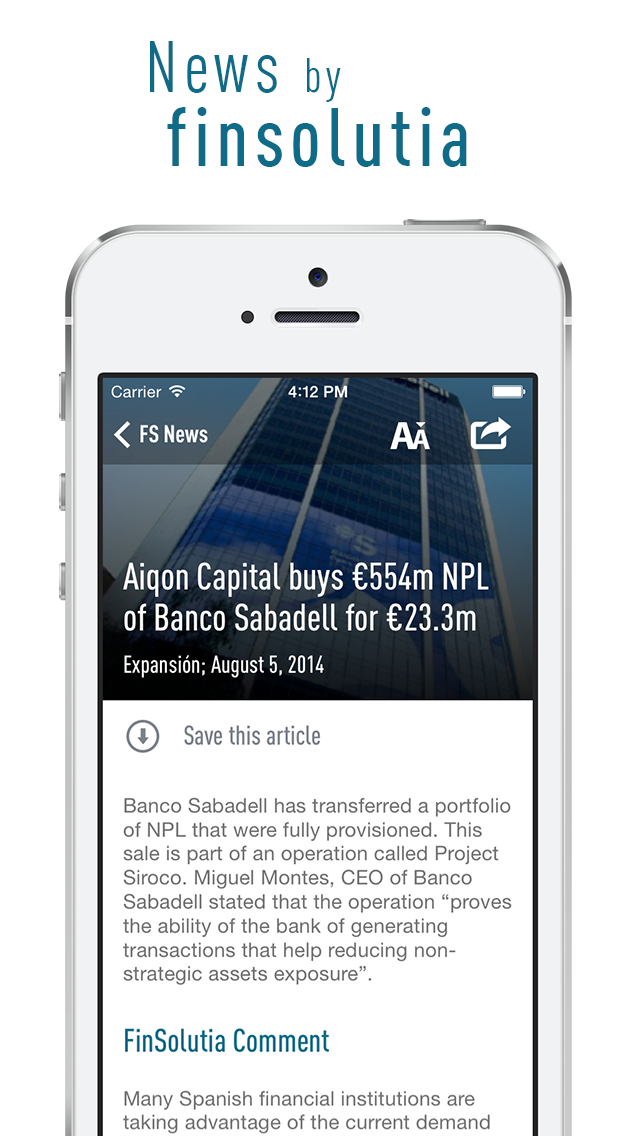 News by
finsolutia
Carrier 4:12 PM
FS News AA
Aiqon Capital buys €554m NPL
of Banco Sabadell for €23.3m
Expansión; August 5, 2014
Save this article
Banco Sabadell has transferred a portfolio
of NPL that were fully provisioned. This
sale is part of an operation called Project
Siroco. Miguel Montes, CEO of Banco
Sabadell stated that the operation “proves
the ability of the bank of generating
transactions that help reducing non-
strategic assets exposure”.
FinSolutia Comment
Many Spanish financial institutions are
taking advantage of the current demand